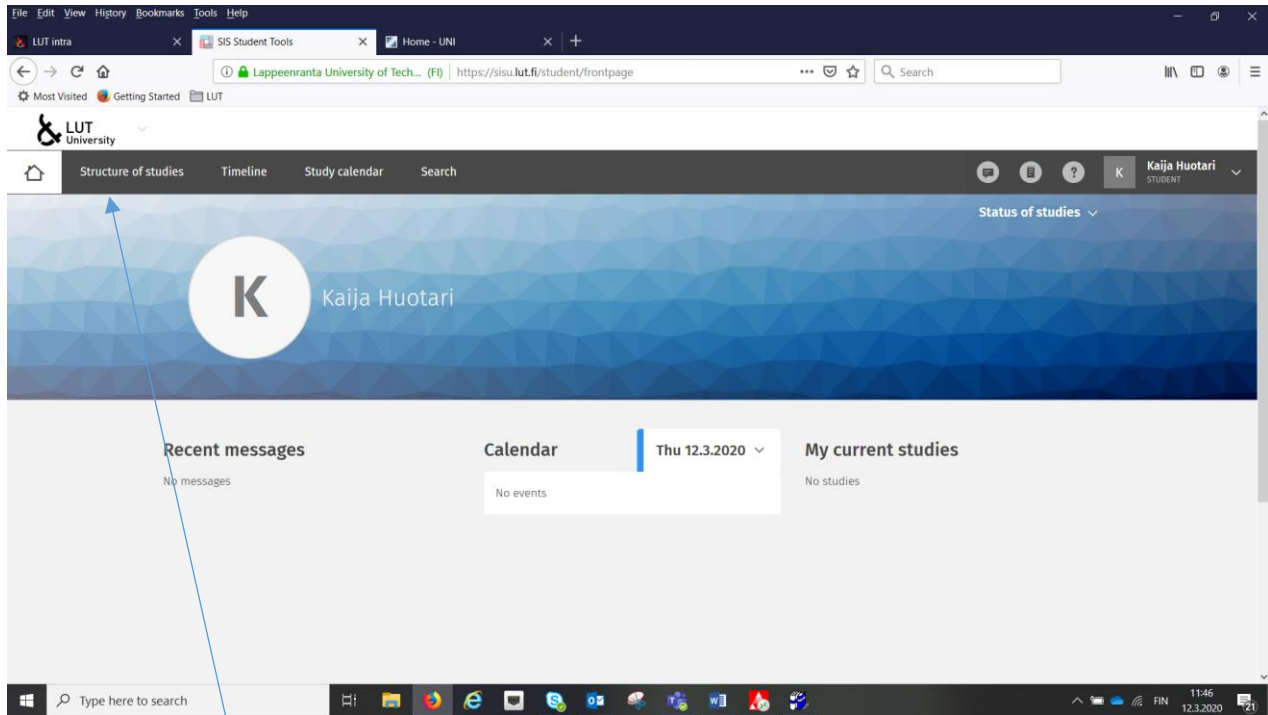 File Edit View History Bookmarks Tools Help
LUT intra
SIS Student Tools
Home - UNI
Lappeenranta University of Tech... (FI) https://sisu.lut.fi/student/frontpage
Search
Most Visited Getting Started LUT
LUT
University
Structure of studies Timeline Study calendar Search
K
Kaija Huotari
STUDENT
Status of studies
K
Kaija Huotari
Recent messages
No messages
Calendar
Thu 12.3.2020
No events
My current studies
No studies
Type here to search
FIN
11:46
12.3.2020
21